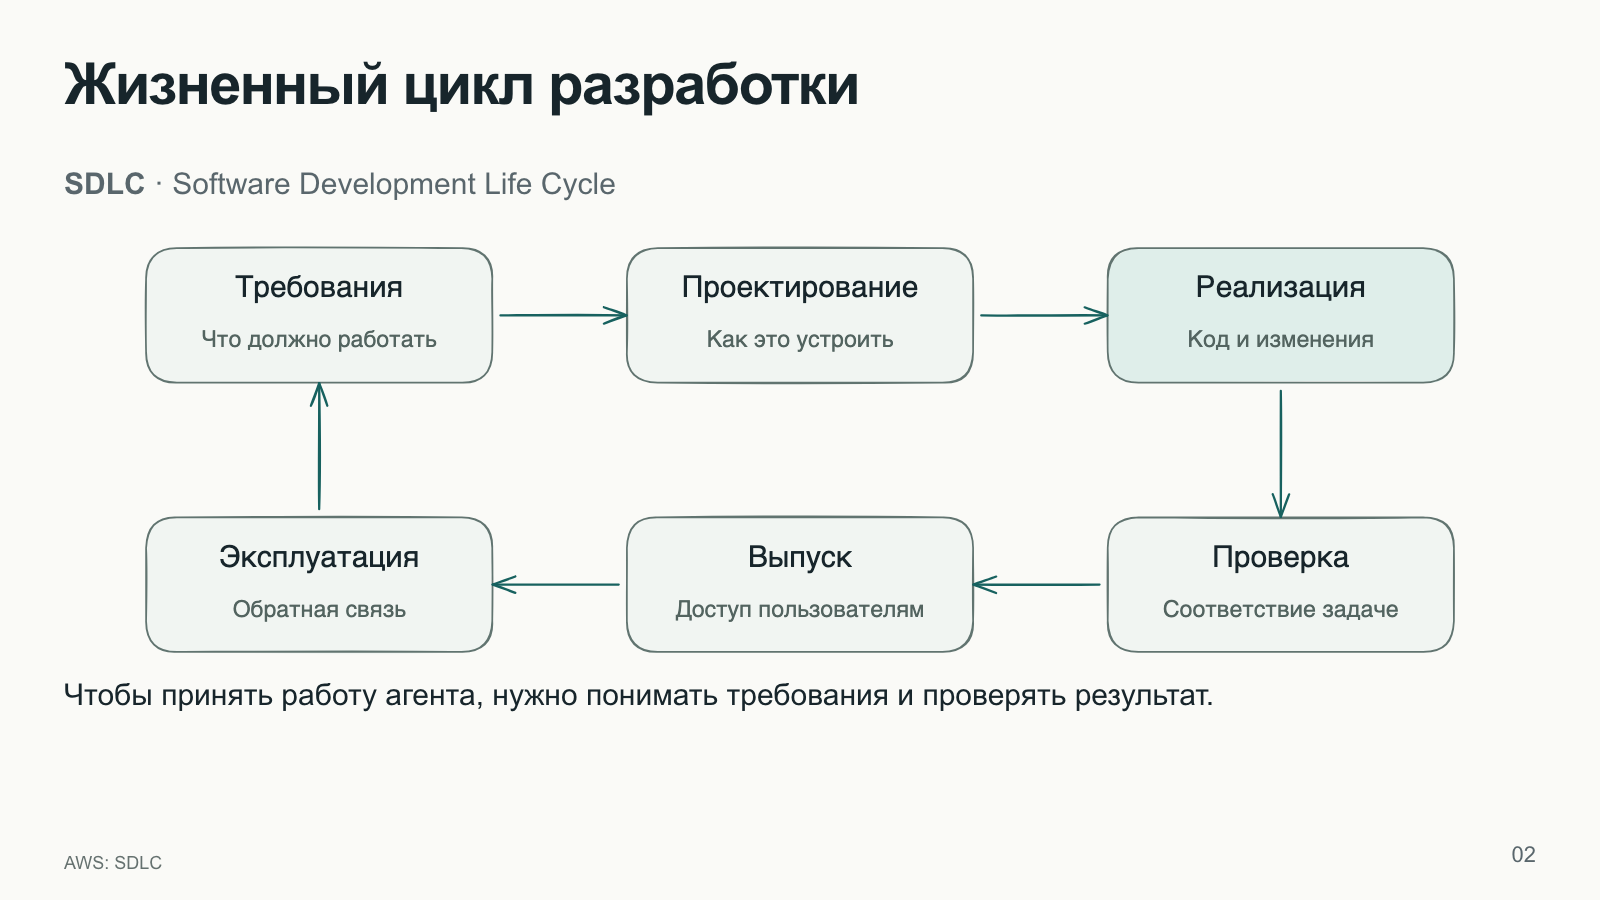 Жизненный цикл разработки
SDLC · Software Development Life Cycle
Требования
Что должно работать
Проектирование
Как это устроить
Реализация
Код и изменения
Эксплуатация
Обратная связь
Выпуск
Доступ пользователям
Проверка
Соответствие задаче
Чтобы принять работу агента, нужно понимать требования и проверять результат.
AWS: SDLC
02